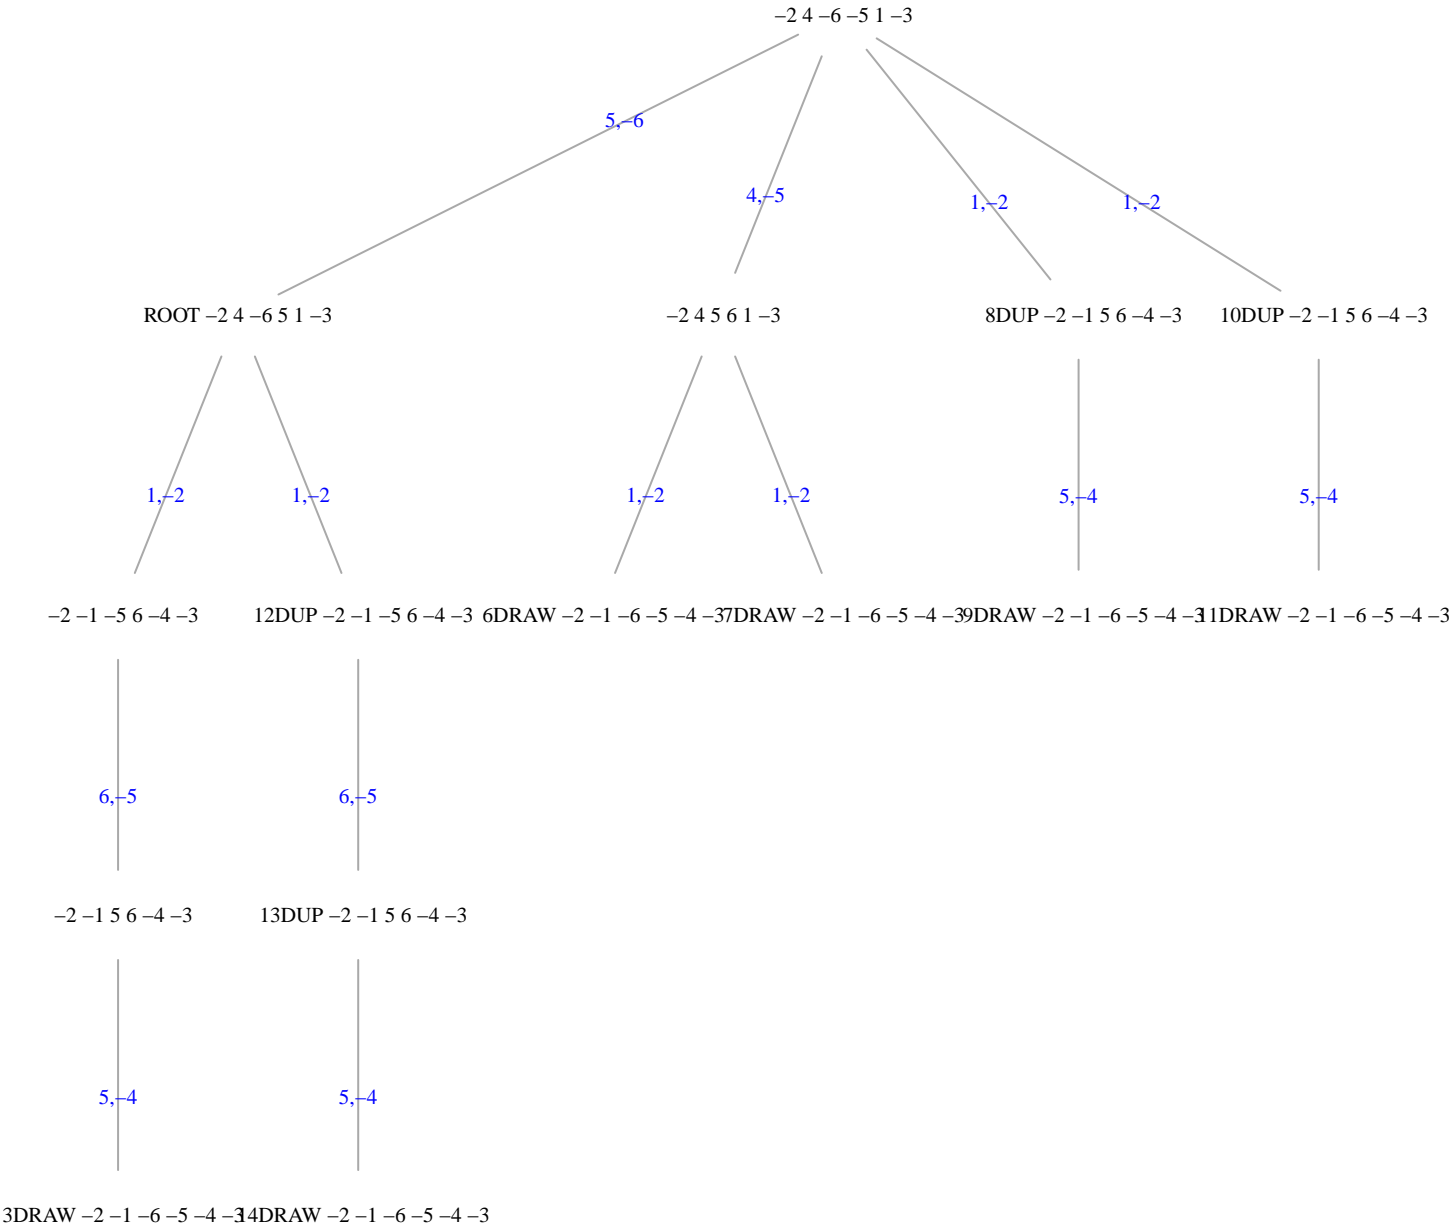 −2 4 −6 −5 1 −3
5,−6
4,−5
1,−2 1,−2
ROOT −2 4 −6 5 1 −3 −2 4 5 6 1 −3 8DUP −2 −1 5 6 −4 −3 10DUP −2 −1 5 6 −4 −3
1,−2 1,−2 1,−2 1,−2 5,−4 5,−4
−2 −1 −5 6 −4 −3 12DUP −2 −1 −5 6 −4 −3 6DRAW −2 −1 −6 −5 −4 −3 7DRAW −2 −1 −6 −5 −4 −3 9DRAW −2 −1 −6 −5 −4 −3 11DRAW −2 −1 −6 −5 −4 −3
6,−5 6,−5
−2 −1 5 6 −4 −3 13DUP −2 −1 5 6 −4 −3
5,−4 5,−4
3DRAW −2 −1 −6 −5 −4 −3 14DRAW −2 −1 −6 −5 −4 −3